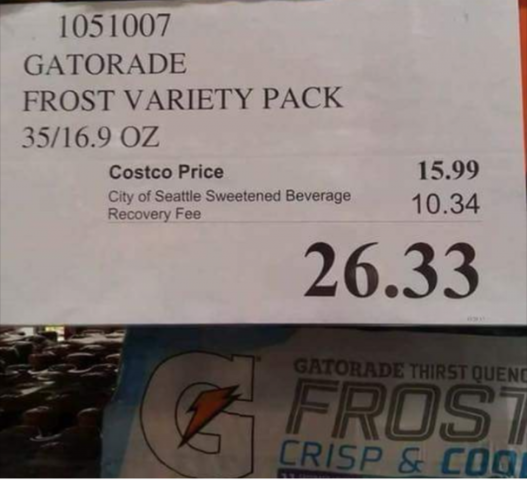 1051007
GATORADE
FROST VARIETY PACK
35/16.9 OZ
Costco Price 15.99
City of Seattle Sweetened Beverage
Recovery Fee 10.34
26.33
GATORADE THIRST QUENC
FROST
CRISP & COO